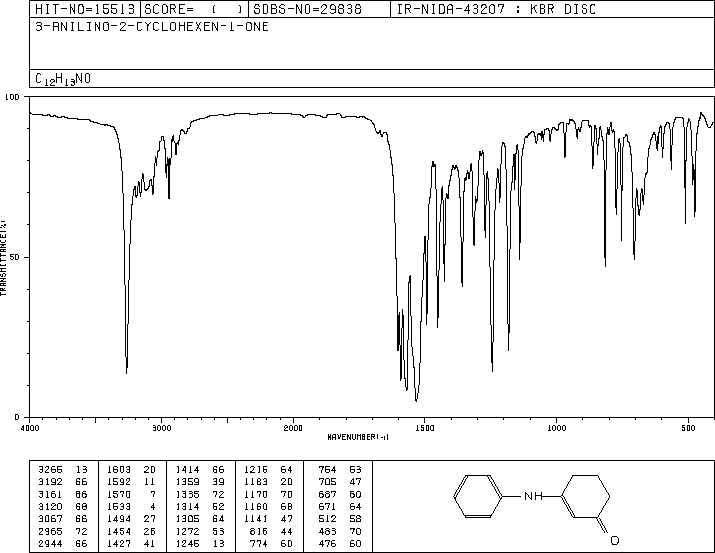 HIT-NO=15513 SCORE= ( ) SDBS-NO=29838 IR-NIDA-43207 : KBR DISC
3-ANILINO-2-CYCLOHEXEN-1-ONE
C12H13NO
100
50
0
TRANSMITTANCE(%)
4000 3000 2000 1500 1000 500
WAVENUMBER(-1)
3265 13 1603 20 1414 66 1216 64 754 53
3192 66 1592 11 1359 39 1183 20 705 47
3161 66 1570 7 1335 72 1170 70 687 60
3120 68 1533 4 1314 52 1160 68 671 64
3067 66 1494 27 1305 64 1141 47 512 58
2965 72 1454 26 1272 53 816 44 483 70
2944 66 1427 41 1245 13 774 60 476 60
NH
O